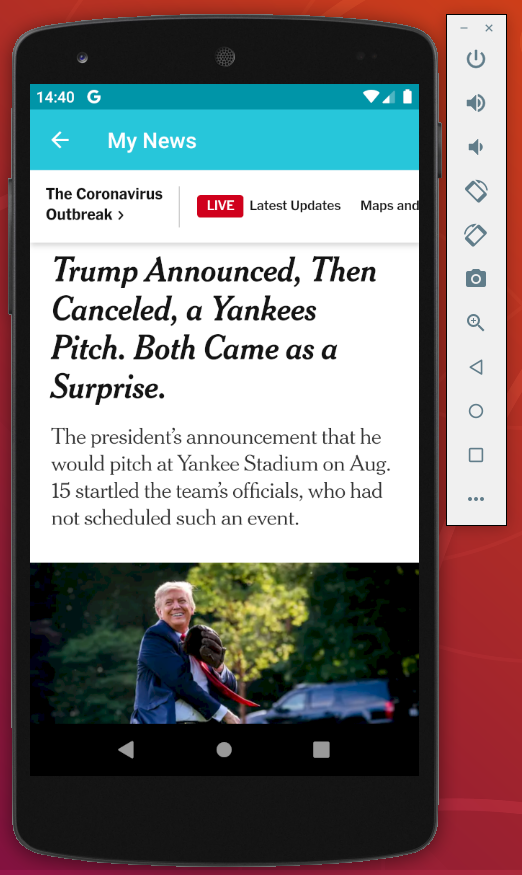 14:40 G
My News
The Coronavirus
Outbreak >
LIVE Latest Updates Maps and
Trump Announced, Then
Canceled, a Yankees
Pitch. Both Came as a
Surprise.
The president’s announcement that he
would pitch at Yankee Stadium on Aug.
15 startled the team’s officials, who had
not scheduled such an event.